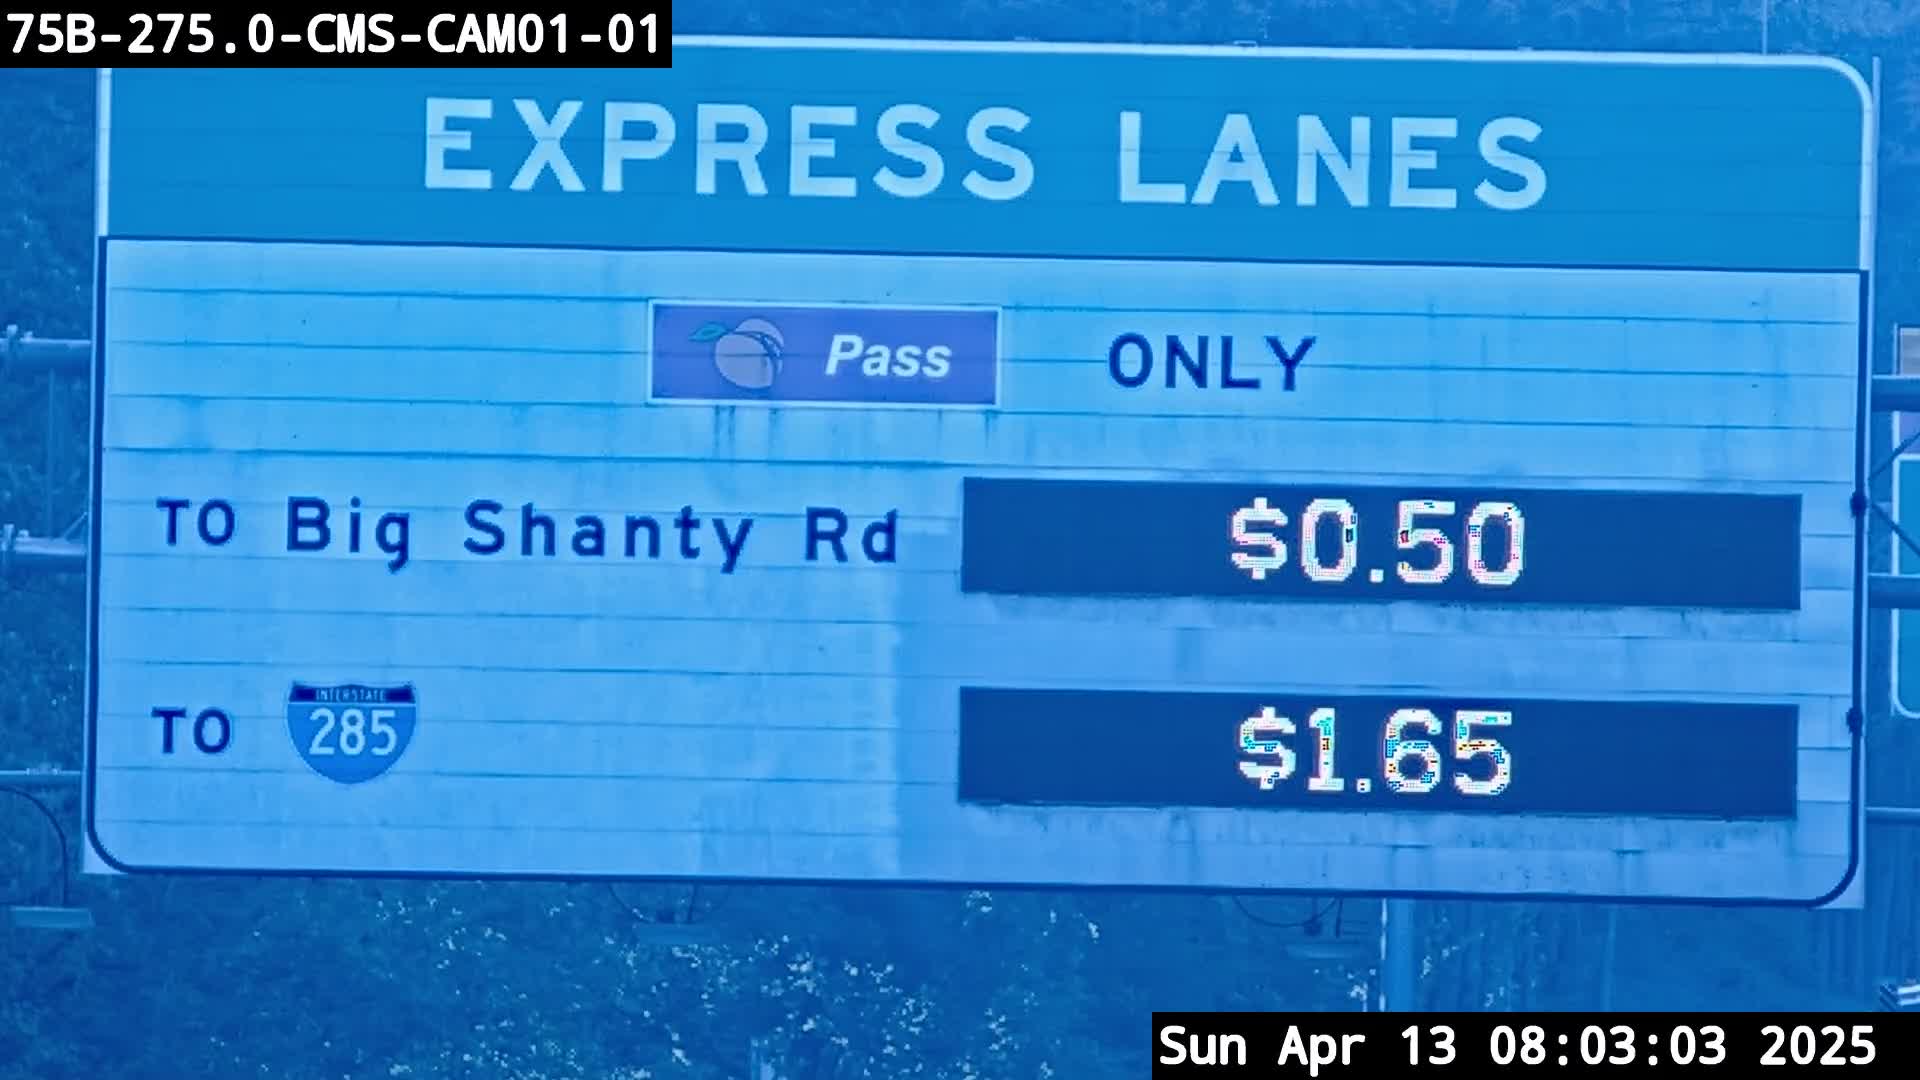 75B-275.0-CMS-CAM01-01
EXPRESS LANES
Pass ONLY
TO Big Shanty Rd $0.50
INTERSTATE
TO 285 $1.65
Sun Apr 13 08:03:03 2025